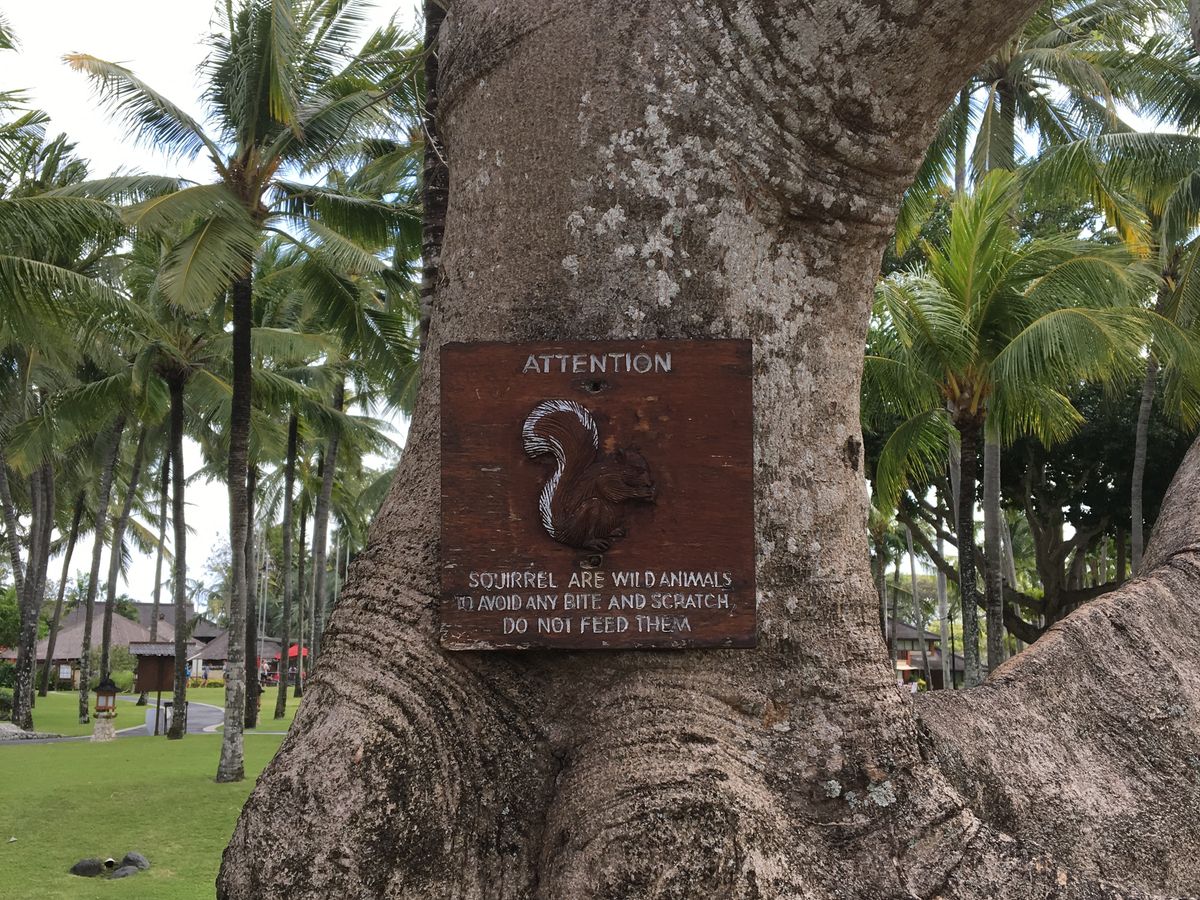 ATTENTION
SQUIRREL ARE WILD ANIMALS
TO AVOID ANY BITE AND SCRATCH,
DO NOT FEED THEM